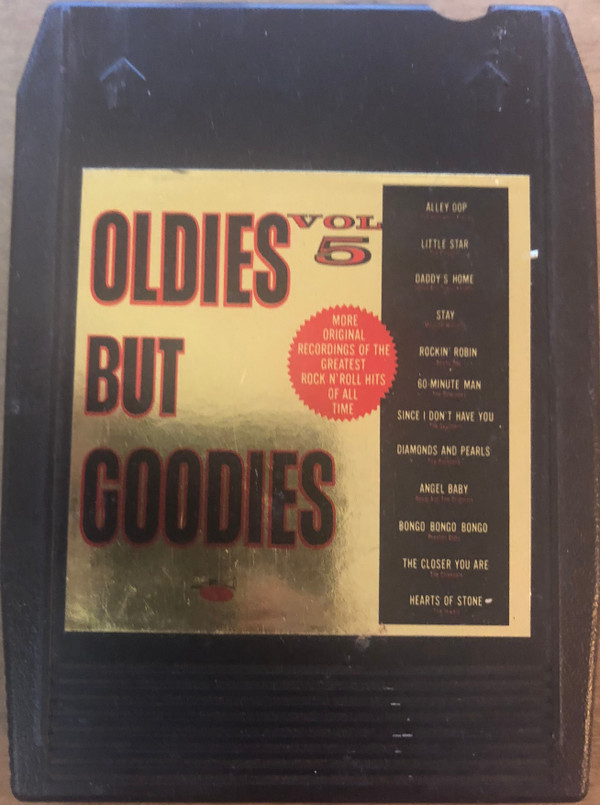 OLDIES
BUT
GOODIES
VOL
5
MORE
ORIGINAL
RECORDINGS OF THE
GREATEST
ROCK N'ROLL HITS
OF ALL
TIME
ALLEY OOP
LITTLE STAR
DADDY'S HOME
STAY
ROCKIN' ROBIN
60-MINUTE MAN
SINCE I DON'T HAVE YOU
DIAMONDS AND PEARLS
ANGEL BABY
BONGO BONGO BONGO
THE CLOSER YOU ARE
HEARTS OF STONE